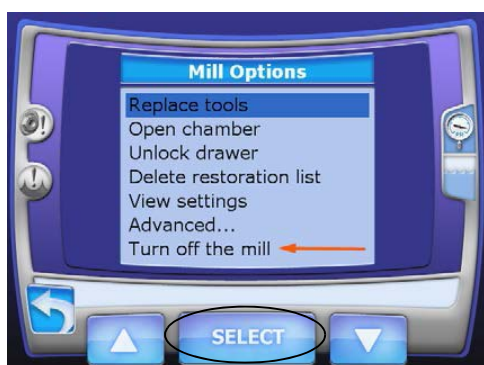 Mill Options
Replace tools
Open chamber
Unlock drawer
Delete restoration list
View settings
Advanced...
Turn off the mill
SELECT